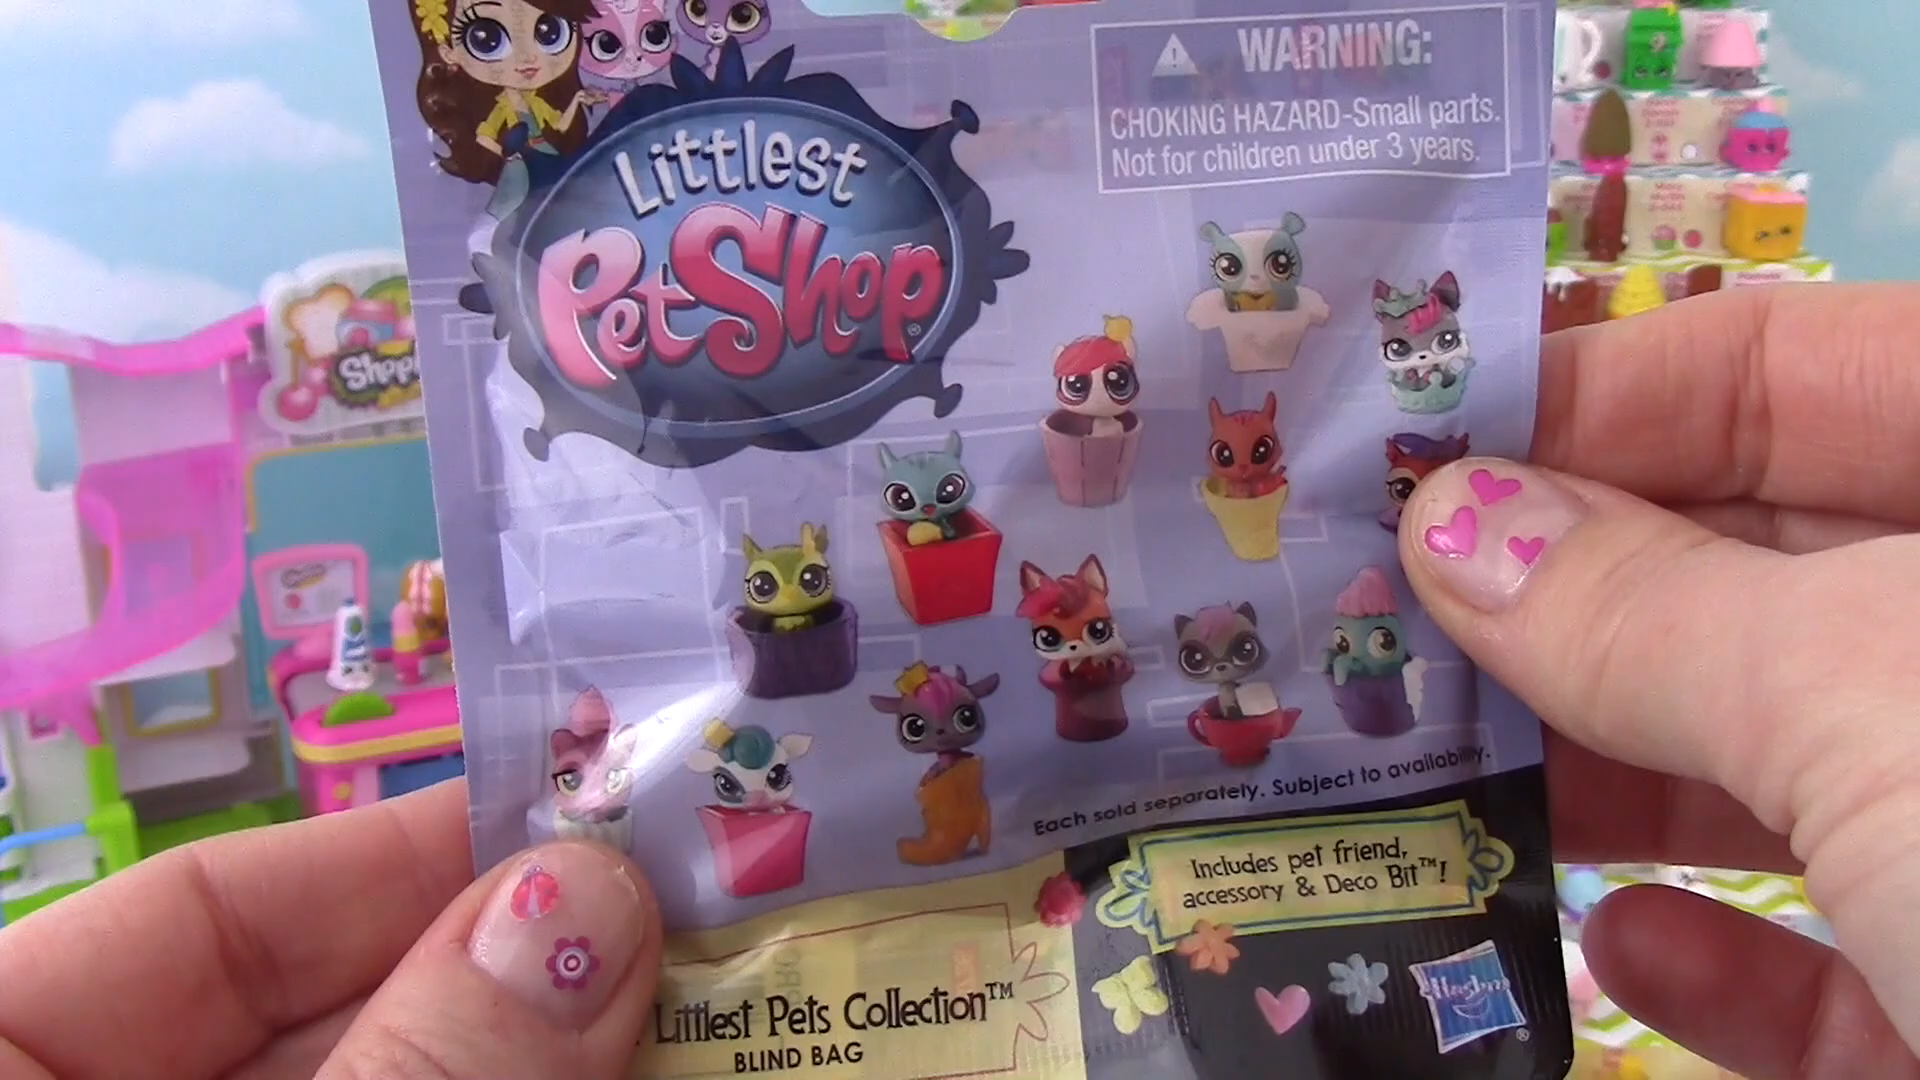 WARNING:
CHOKING HAZARD-Small parts.
Not for children under 3 years.
Littlest
PetShop®
Each sold separately. Subject to availability.
Includes pet friend,
accessory & Deco Bit™!
Littlest Pets Collection™
BLIND BAG
Hasbro®